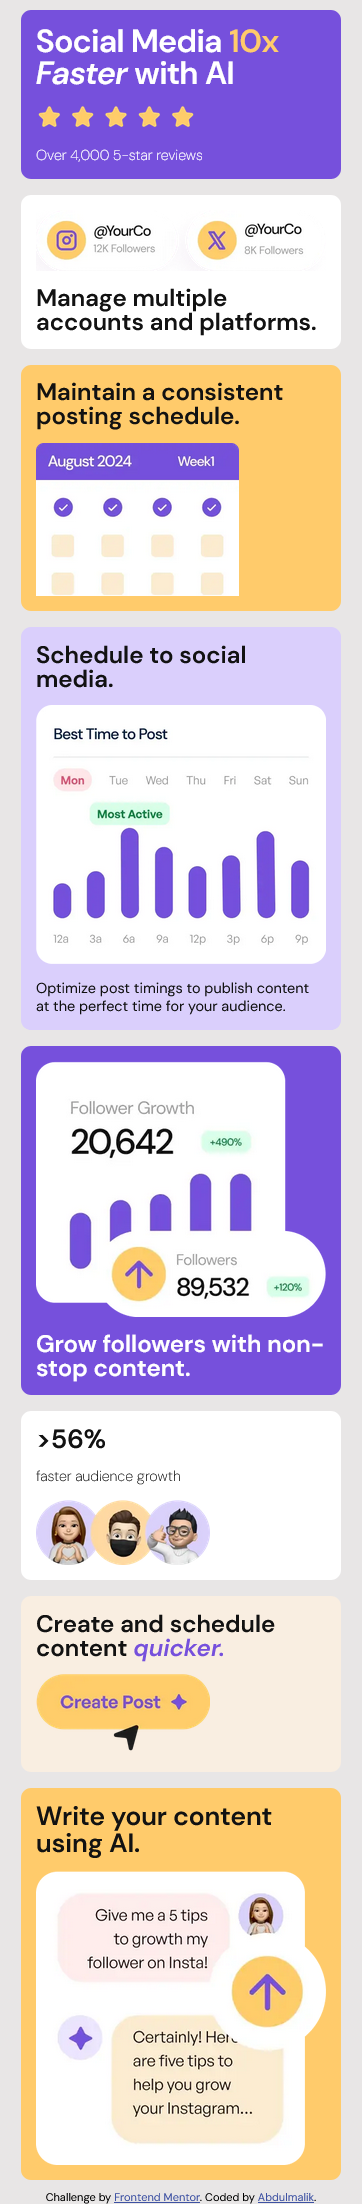 Social Media 10x
Faster with AI
Over 4,000 5-star reviews
@YourCo
12K Followers
@YourCo
8K Followers
Manage multiple
accounts and platforms.
Maintain a consistent
posting schedule.
August 2024 Week1
Schedule to social
media.
Best Time to Post
Mon Tue Wed Thu Fri Sat Sun
Most Active
12a 3a 6a 9a 12p 3p 6p 9p
Optimize post timings to publish content
at the perfect time for your audience.
Follower Growth
20,642 +490%
Followers
89,532 +120%
Grow followers with non-
stop content.
>56%
faster audience growth
Create and schedule
content quicker.
Create Post
Write your content
using AI.
Give me a 5 tips
to growth my
follower on Insta!
Certainly!
are five tips to
help you grow
your Instagram...
Challenge by Frontend Mentor. Coded by Abdulmalik.